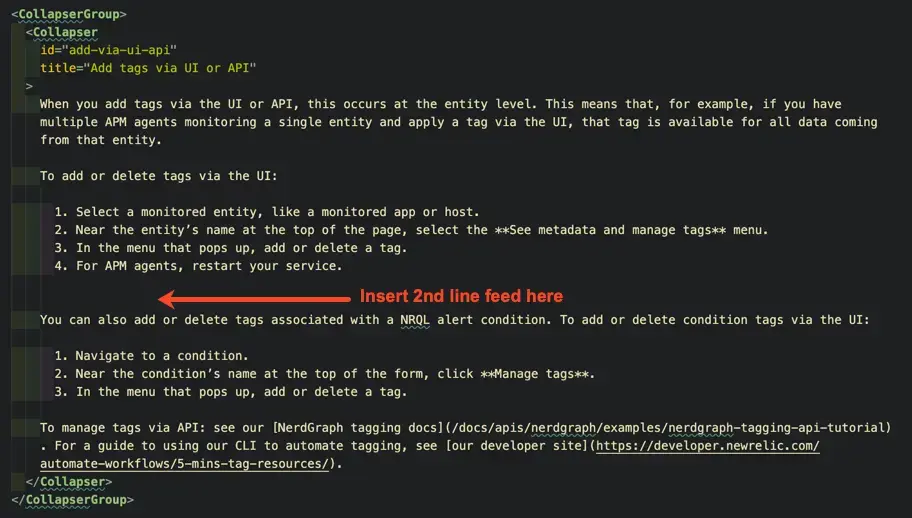 <CollapserGroup>
<Collapser
id="add-via-ui-api"
title="Add tags via UI or API"
>
When you add tags via the UI or API, this occurs at the entity level. This means that, for example, if you have
multiple APM agents monitoring a single entity and apply a tag via the UI, that tag is available for all data coming
from that entity.
To add or delete tags via the UI:
1. Select a monitored entity, like a monitored app or host.
2. Near the entity’s name at the top of the page, select the **See metadata and manage tags** menu.
3. In the menu that pops up, add or delete a tag.
4. For APM agents, restart your service.
Insert 2nd line feed here
You can also add or delete tags associated with a NRQL alert condition. To add or delete condition tags via the UI:
1. Navigate to a condition.
2. Near the condition’s name at the top of the form, click **Manage tags**.
3. In the menu that pops up, add or delete a tag.
To manage tags via API: see our [NerdGraph tagging docs](/docs/apis/nerdgraph/examples/nerdgraph-tagging-api-tutorial)
. For a guide to using our CLI to automate tagging, see [our developer site](https://developer.newrelic.com/
automate-workflows/5-mins-tag-resources/).
</Collapser>
</CollapserGroup>